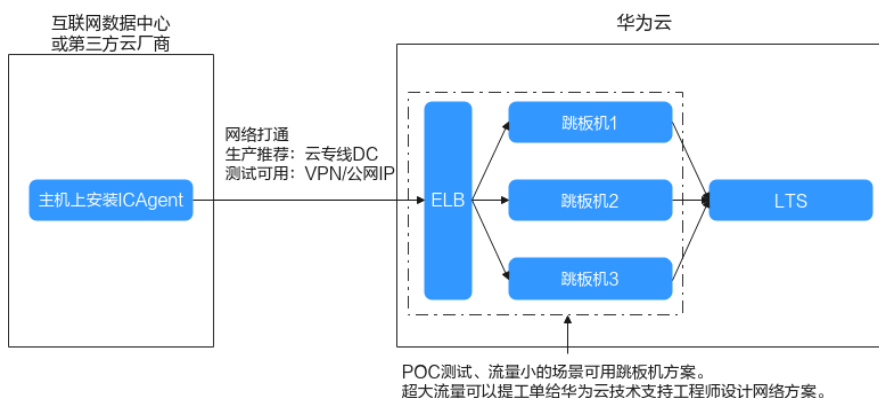 互联网数据中心
或第三方云厂商
华为云
网络打通
生产推荐：云专线DC
测试可用：VPN/公网IP
主机上安装ICAgent
ELB
跳板机1
跳板机2
跳板机3
LTS
POC测试、流量小的场景可用跳板机方案。
超大流量可以提工单给华为云技术支持工程师设计网络方案。